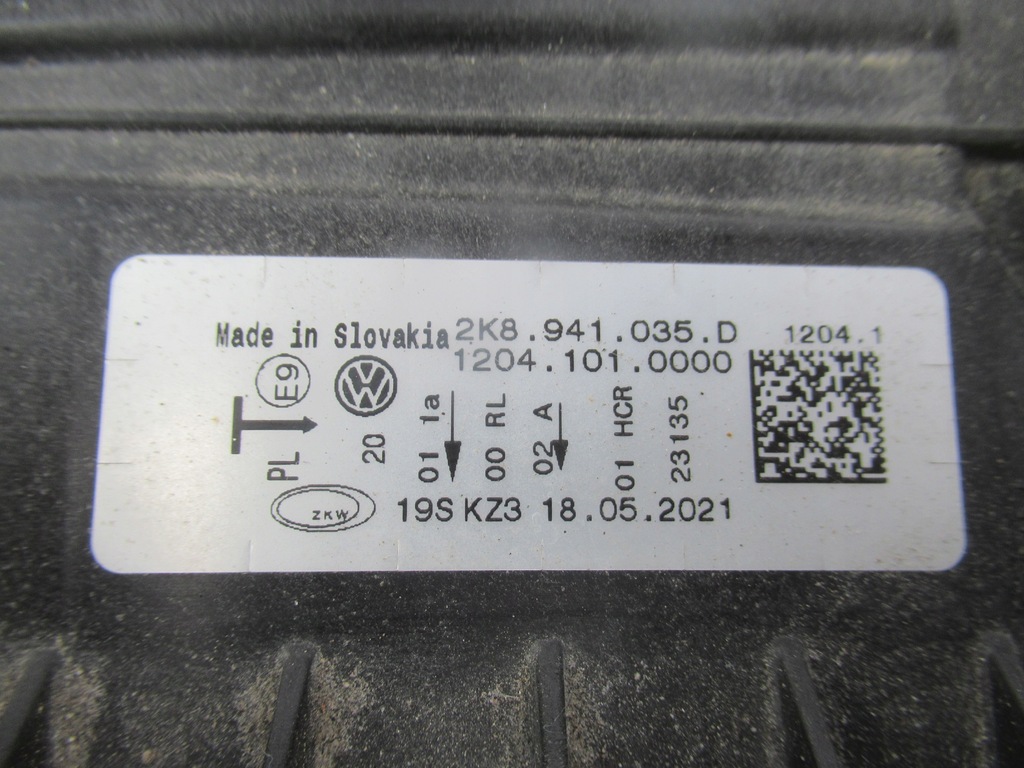 Made in Slovakia 2K8.941.035.D 1204.1
1204.101.0000
E9
PL
20
01 1a
00 RL
02 A
01 HCR
23135
ZKW 19S KZ3 18.05.2021